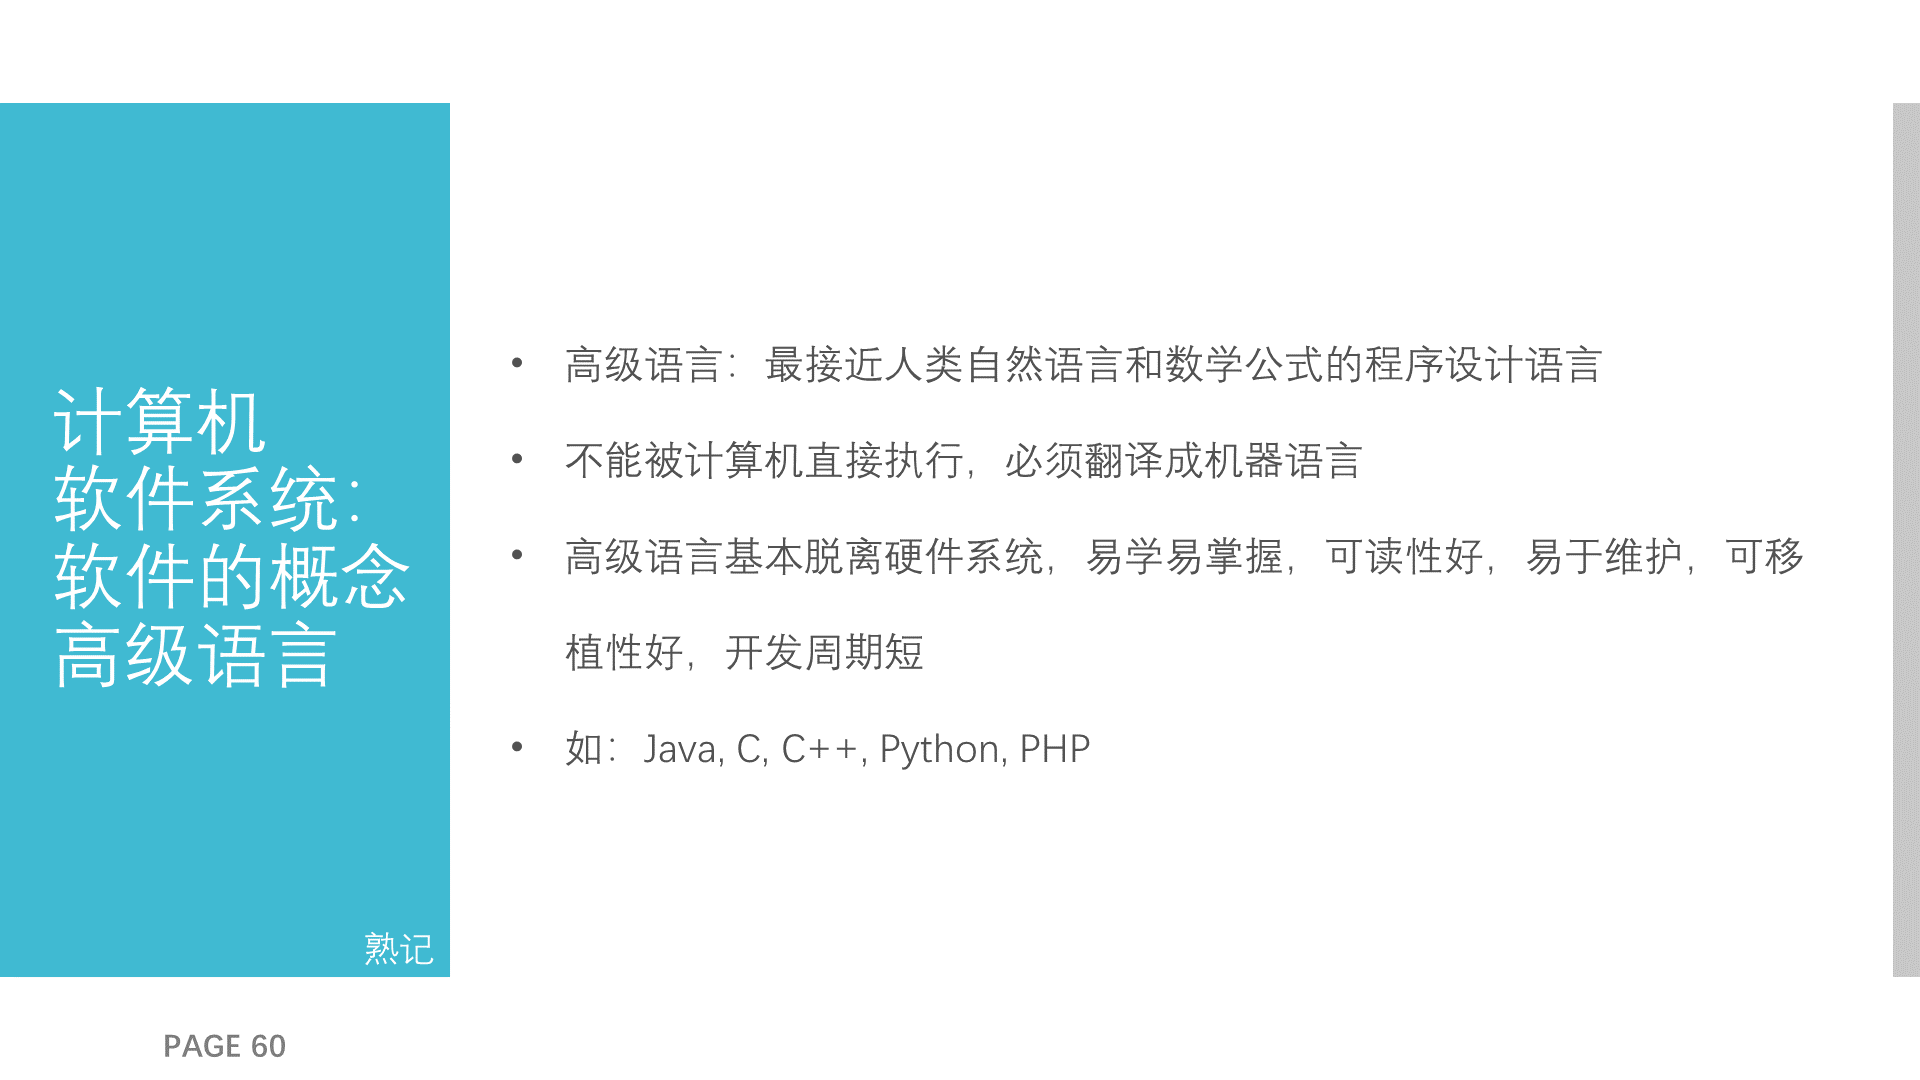 计算机
软件系统：
软件的概念
高级语言
熟记
• 高级语言：最接近人类自然语言和数学公式的程序设计语言
• 不能被计算机直接执行，必须翻译成机器语言
• 高级语言基本脱离硬件系统，易学易掌握，可读性好，易于维护，可移
植性好，开发周期短
• 如：Java, C, C++, Python, PHP
PAGE 60